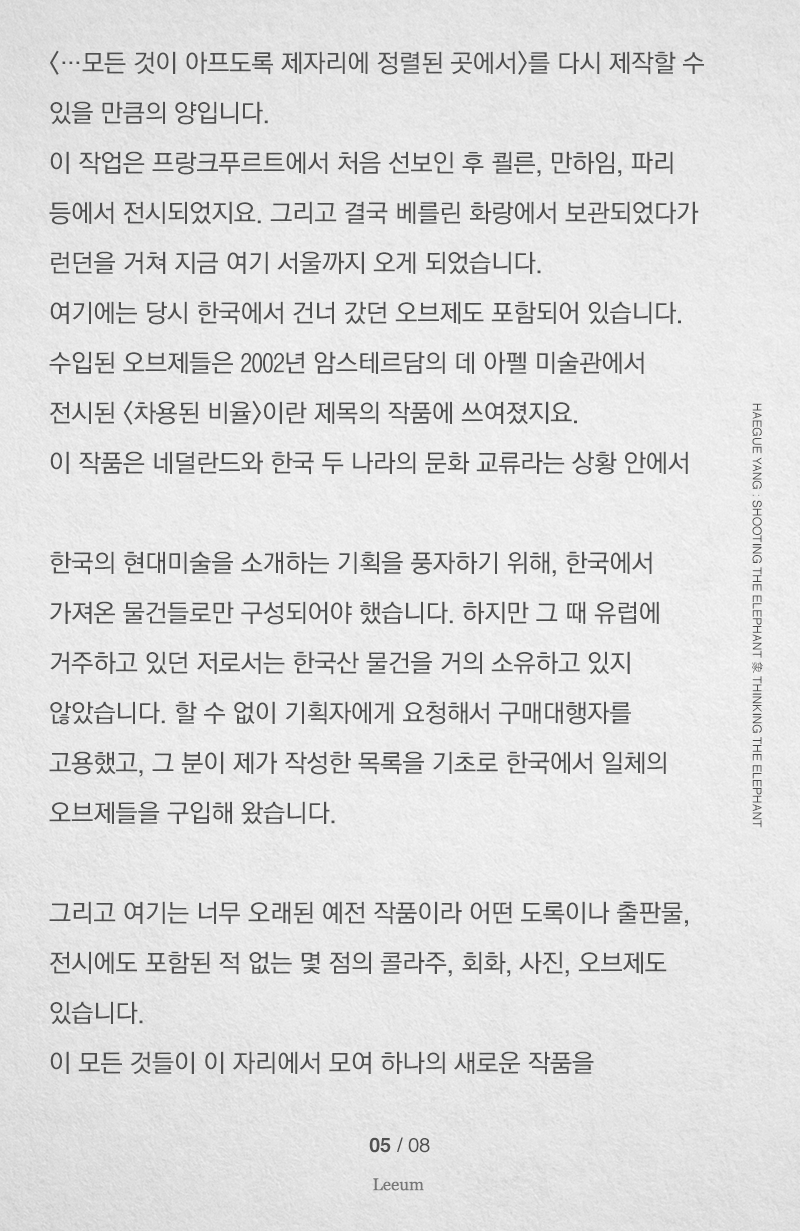 〈…모든 것이 아프도록 제자리에 정렬된 곳에서〉를 다시 제작할 수
있을 만큼의 양입니다.
이 작업은 프랑크푸르트에서 처음 선보인 후 쾰른, 만하임, 파리
등에서 전시되었지요. 그리고 결국 베를린 화랑에서 보관되었다가
런던을 거쳐 지금 여기 서울까지 오게 되었습니다.
여기에는 당시 한국에서 건너 갔던 오브제도 포함되어 있습니다.
수입된 오브제들은 2002년 암스테르담의 데 아펠 미술관에서
전시된 〈차용된 비율〉이란 제목의 작품에 쓰여졌지요.
이 작품은 네덜란드와 한국 두 나라의 문화 교류라는 상황 안에서
한국의 현대미술을 소개하는 기획을 풍자하기 위해, 한국에서
가져온 물건들로만 구성되어야 했습니다. 하지만 그 때 유럽에
거주하고 있던 저로서는 한국산 물건을 거의 소유하고 있지
않았습니다. 할 수 없이 기획자에게 요청해서 구매대행자를
고용했고, 그 분이 제가 작성한 목록을 기초로 한국에서 일체의
오브제들을 구입해 왔습니다.
그리고 여기는 너무 오래된 예전 작품이라 어떤 도록이나 출판물,
전시에도 포함된 적 없는 몇 점의 콜라주, 회화, 사진, 오브제도
있습니다.
이 모든 것들이 이 자리에서 모여 하나의 새로운 작품을
HAEGUE YANG : SHOOTING THE ELEPHANT 象 THINKING THE ELEPHANT
05 / 08
Leeum